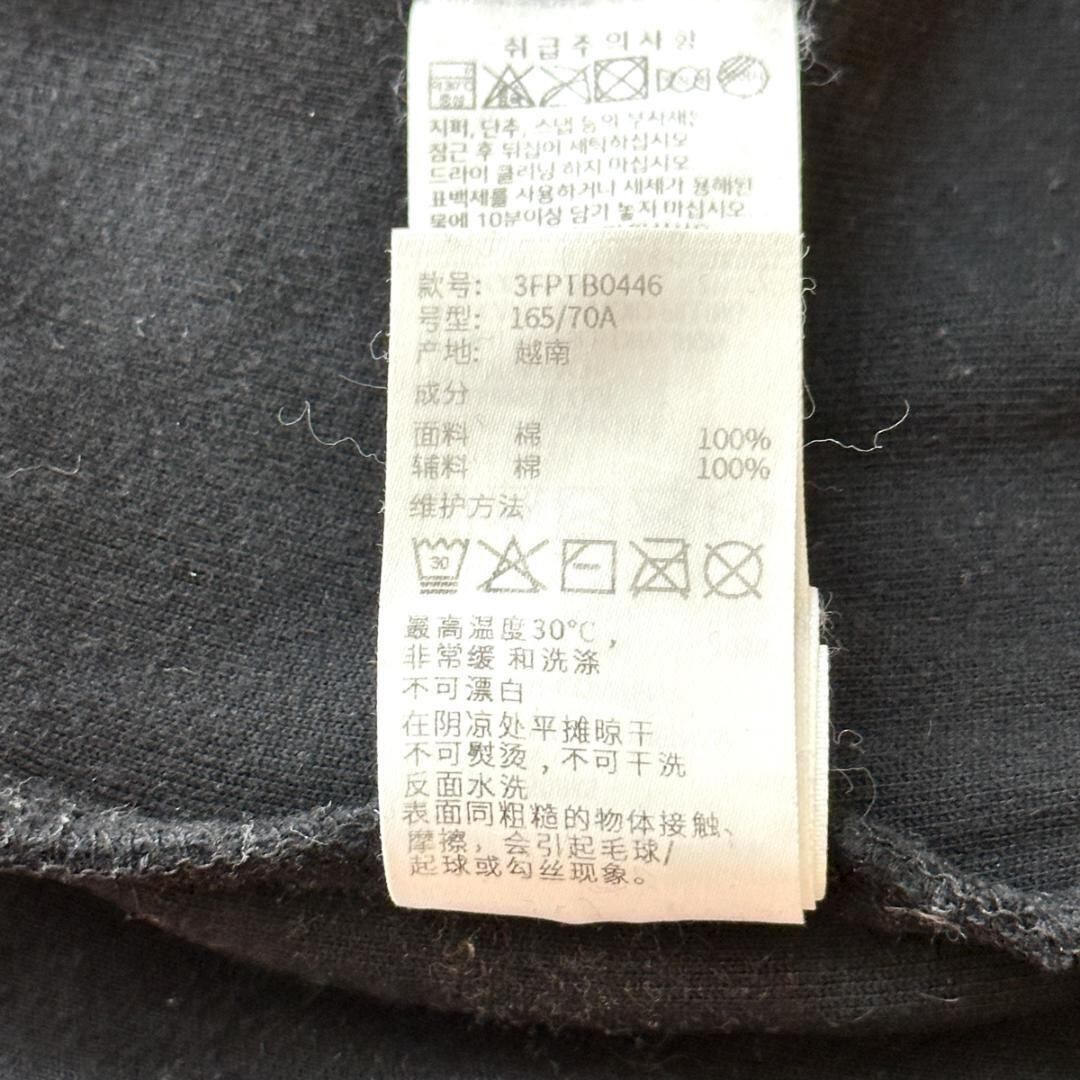 취급주의사항
지퍼, 단추, 스냅 등의 부자재는
잠근 후 뒤집어 세탁하십시오
드라이 클리닝 하지 마십시오
표백제를 사용하거나 세제가 용해된
물에 10분이상 담가 놓지 마십시오
款号: 3FPTB0446
号型: 165/70A
产地: 越南
成分
面料 棉 100%
辅料 棉 100%
维护方法
30
最高温度30℃,
非常缓 和洗涤
不可漂白
在阴凉处平摊晾干
不可熨烫,不可干洗
反面水洗
表面同粗糙的物体接触、
摩擦, 会引起毛球/
起球或勾丝现象。